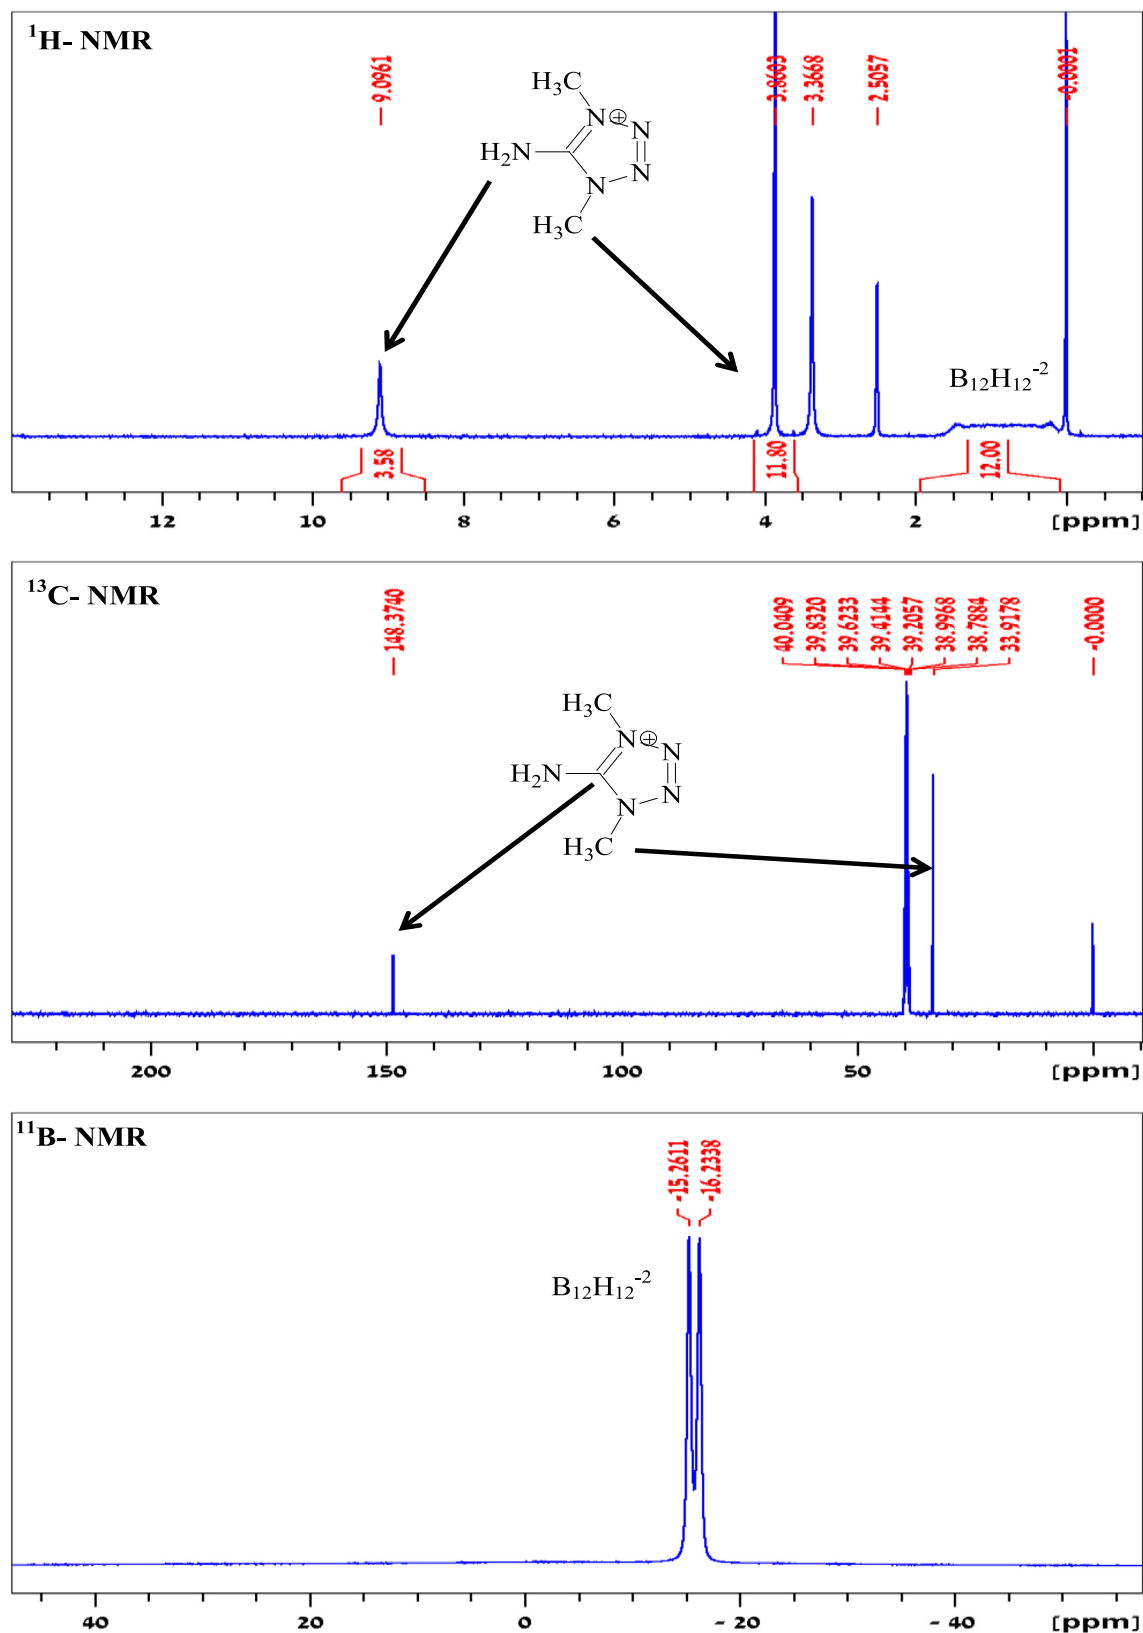 ¹H- NMR
9.0961
3.8603
3.3668
2.5057
-0.0001
H₃C
N⊕
N
H₂N
N
N
H₃C
B₁₂H₁₂⁻²
3.58
11.80
12.00
12
10
8
6
4
2
[ppm]
¹³C- NMR
148.3740
40.0409
39.8320
39.6233
39.4144
39.2057
38.9968
38.7884
33.9178
-0.0000
H₃C
N⊕
N
H₂N
N
N
H₃C
200
150
100
50
[ppm]
¹¹B- NMR
-15.2611
-16.2338
B₁₂H₁₂⁻²
40
20
0
- 20
- 40
[ppm]